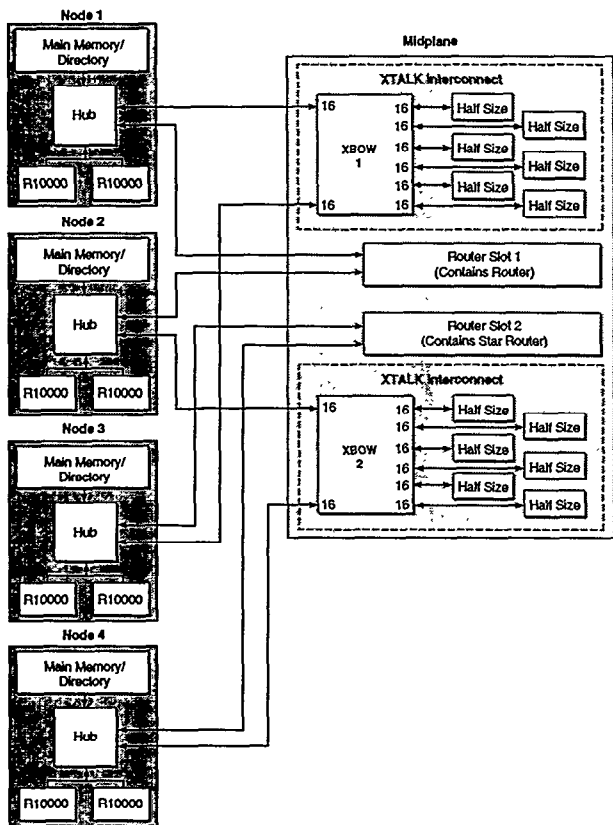 Node 1
Main Memory/
Directory
Hub
R10000
R10000
Node 2
Main Memory/
Directory
Hub
R10000
R10000
Node 3
Main Memory/
Directory
Hub
R10000
R10000
Node 4
Main Memory/
Directory
Hub
R10000
R10000
Midplane
XTALK Interconnect
16
16
XBOW
1
16
16
16
16
16
16
Half Size
Half Size
Half Size
Half Size
Half Size
Half Size
Router Slot 1
(Contains Router)
Router Slot 2
(Contains Star Router)
XTALK Interconnect
16
16
XBOW
2
16
16
16
16
16
16
Half Size
Half Size
Half Size
Half Size
Half Size
Half Size